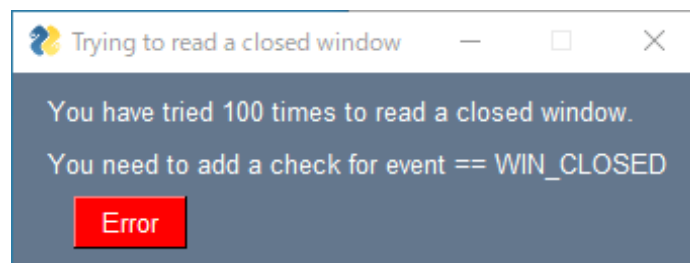 Trying to read a closed window
You have tried 100 times to read a closed window.
You need to add a check for event == WIN_CLOSED
Error